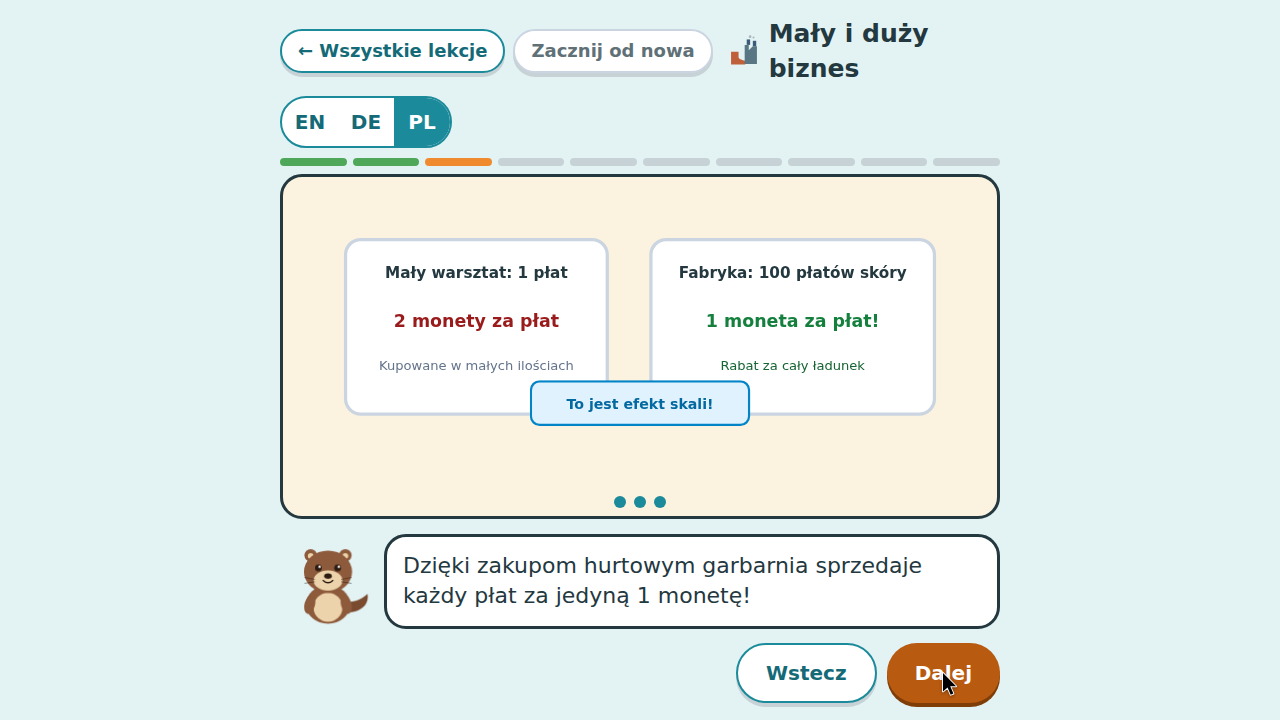 ← Wszystkie lekcje
Zacznij od nowa
Mały i duży
biznes
EN DE PL
Mały warsztat: 1 płat
2 monety za płat
Kupowane w małych ilościach
Fabryka: 100 płatów skóry
1 moneta za płat!
Rabat za cały ładunek
To jest efekt skali!
Dzięki zakupom hurtowym garbarnia sprzedaje
każdy płat za jedyną 1 monetę!
Wstecz
Dalej